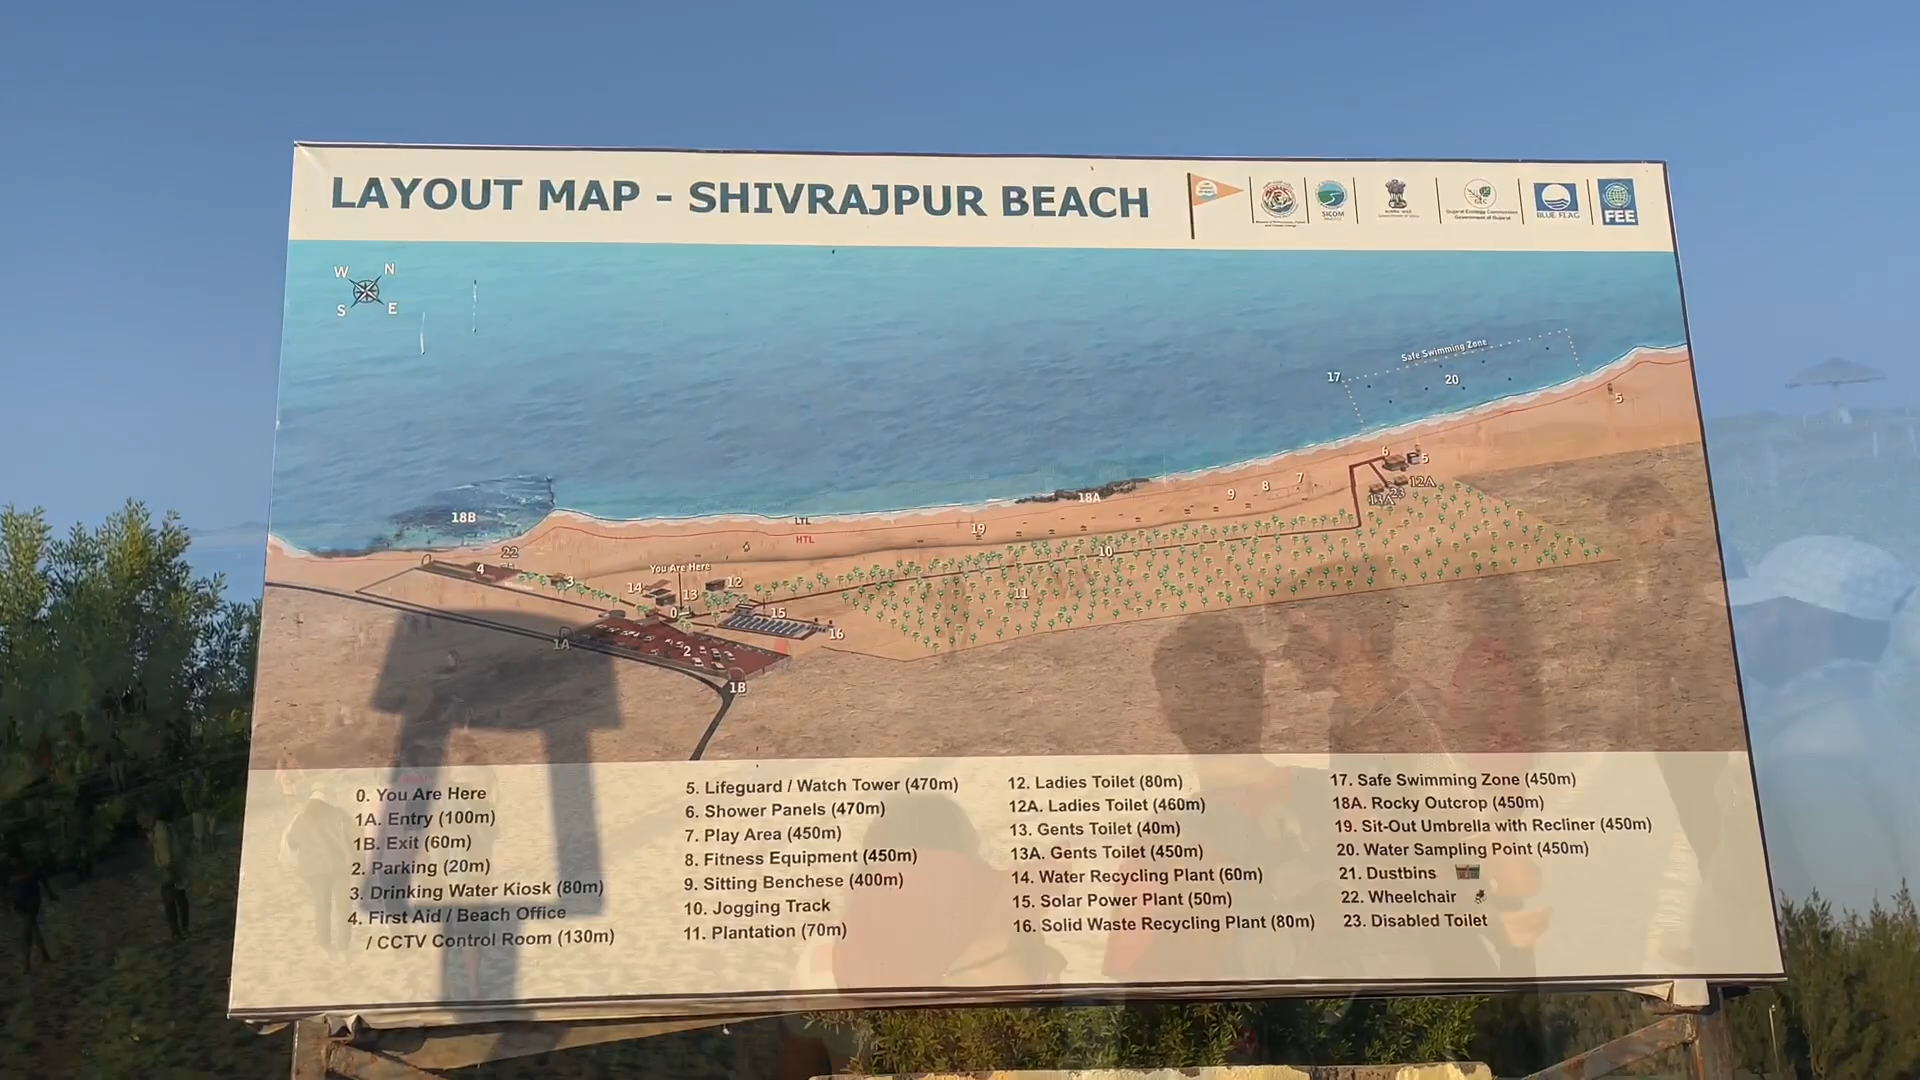 LAYOUT MAP - SHIVRAJPUR BEACH
SICOM
BLUE FLAG
FEE
W N
S E
Safe Swimming Zone
17
20
5
6
5
12A
13A
23
7
8
9
18A
19
LTL
HTL
10
11
18B
22
4
3
You Are Here
14
13
12
0
15
16
1A
2
1B
0. You Are Here
1A. Entry (100m)
1B. Exit (60m)
2. Parking (20m)
3. Drinking Water Kiosk (80m)
4. First Aid / Beach Office
/ CCTV Control Room (130m)
5. Lifeguard / Watch Tower (470m)
6. Shower Panels (470m)
7. Play Area (450m)
8. Fitness Equipment (450m)
9. Sitting Benchese (400m)
10. Jogging Track
11. Plantation (70m)
12. Ladies Toilet (80m)
12A. Ladies Toilet (460m)
13. Gents Toilet (40m)
13A. Gents Toilet (450m)
14. Water Recycling Plant (60m)
15. Solar Power Plant (50m)
16. Solid Waste Recycling Plant (80m)
17. Safe Swimming Zone (450m)
18A. Rocky Outcrop (450m)
19. Sit-Out Umbrella with Recliner (450m)
20. Water Sampling Point (450m)
21. Dustbins
22. Wheelchair
23. Disabled Toilet